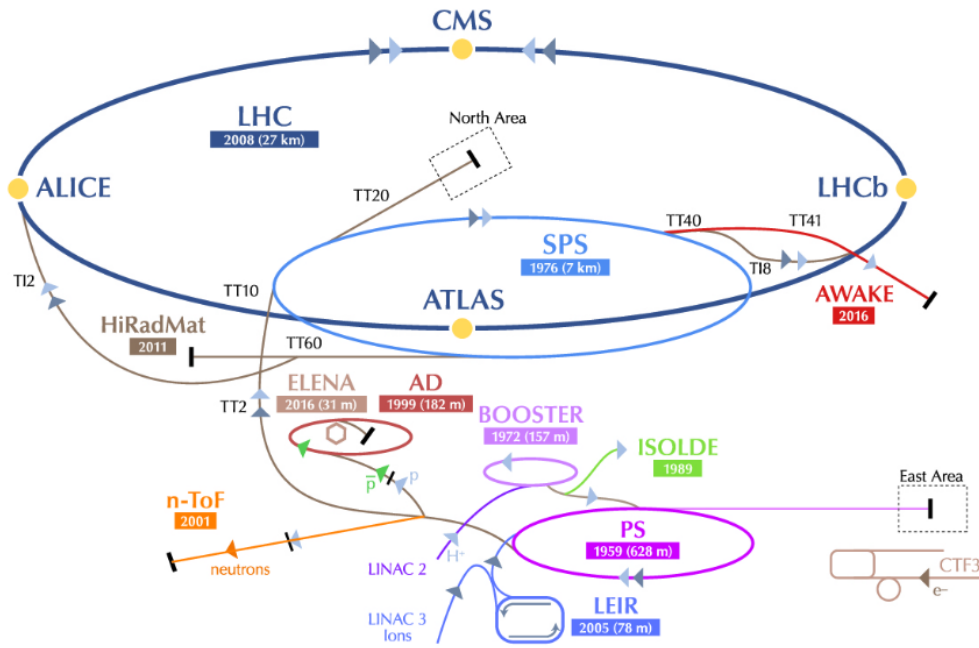 CMS
LHC
2008 (27 km)
North Area
ALICE
LHCb
TT20
TT40
TT41
SPS
1976 (7 km)
TI8
TI2
TT10
ATLAS
AWAKE
2016
HiRadMat
2011
TT60
ELENA
2016 (31 m)
AD
1999 (182 m)
TT2
BOOSTER
1972 (157 m)
ISOLDE
1989
p̅
p
East Area
n-ToF
2001
PS
1959 (628 m)
neutrons
LINAC 2
H⁺
CTF3
e–
LEIR
2005 (78 m)
LINAC 3
Ions